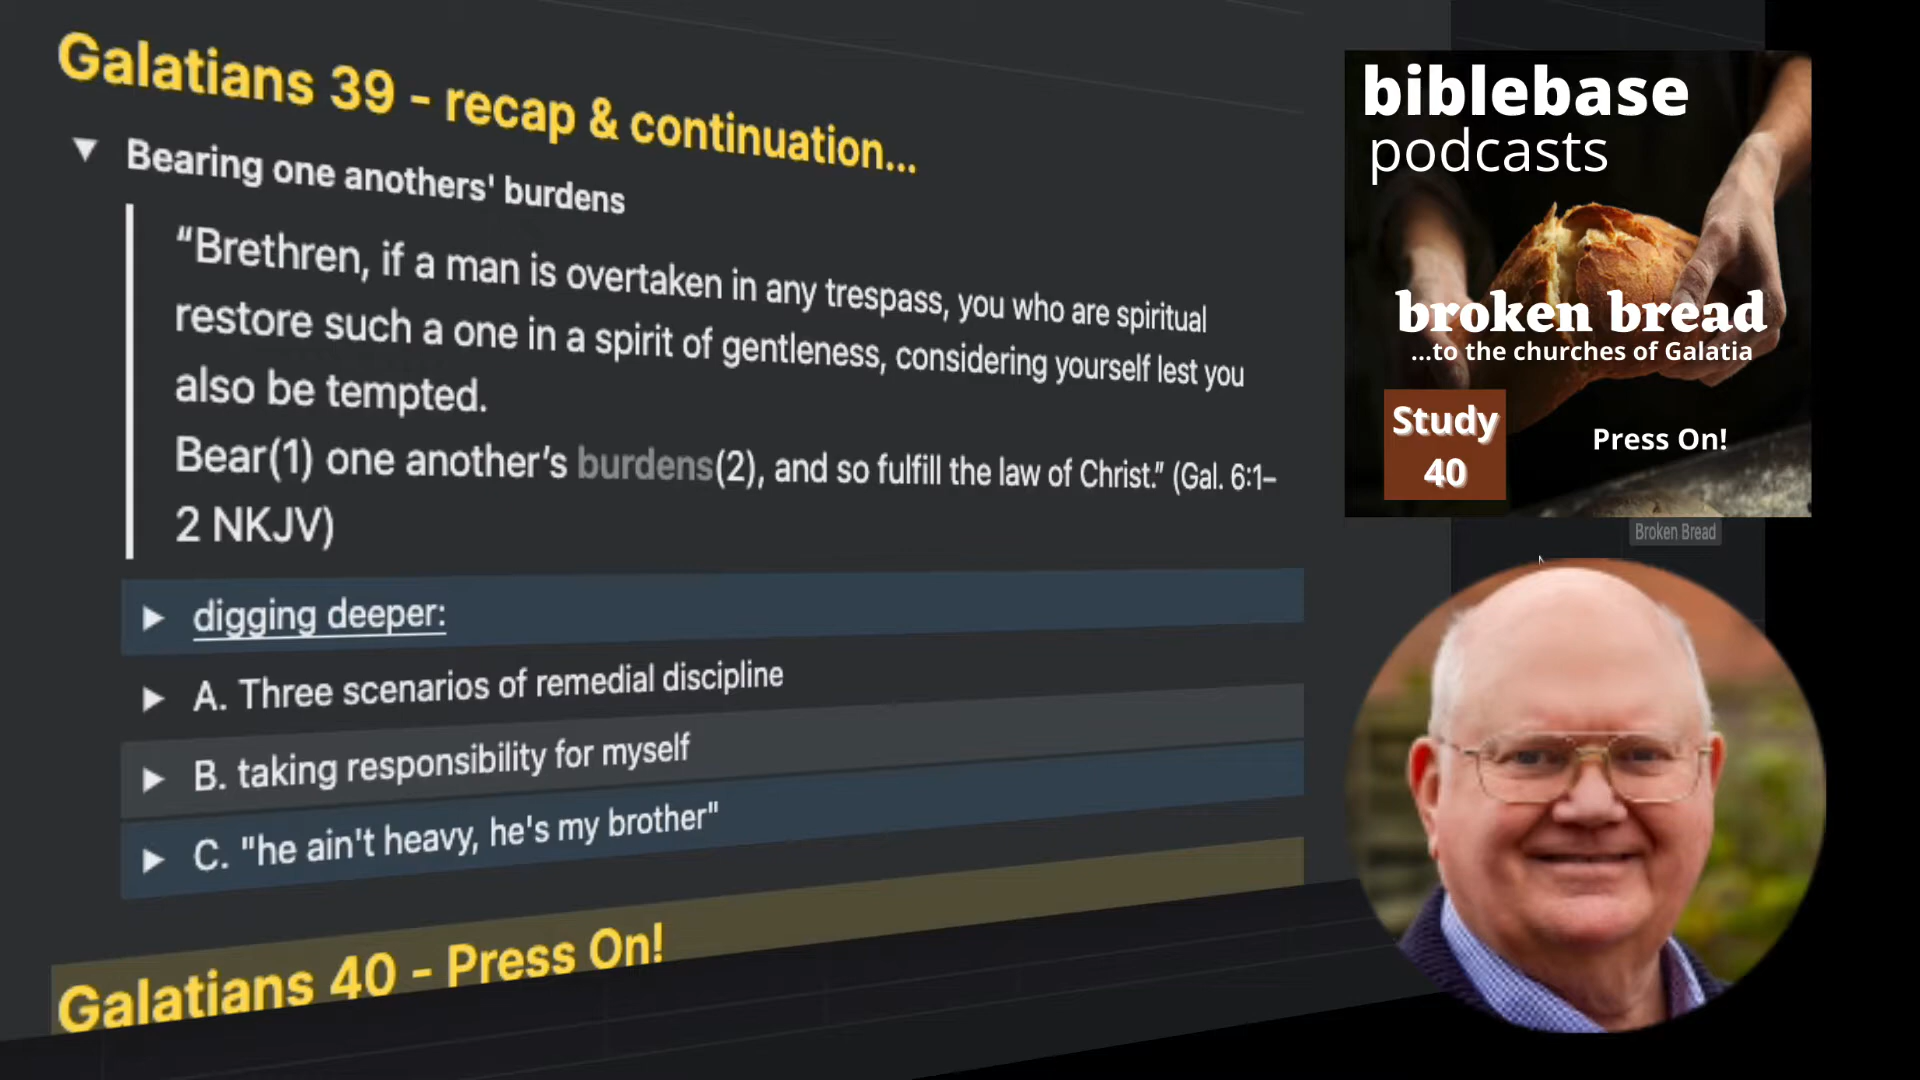 Galatians 39 - recap & continuation...
Bearing one anothers' burdens
“Brethren, if a man is overtaken in any trespass, you who are spiritual
restore such a one in a spirit of gentleness, considering yourself lest you
also be tempted.
Bear(1) one another’s burdens(2), and so fulfill the law of Christ.” (Gal. 6:1–
2 NKJV)
digging deeper:
A. Three scenarios of remedial discipline
B. taking responsibility for myself
C. "he ain't heavy, he's my brother"
Galatians 40 - Press On!
biblebase
podcasts
broken bread
...to the churches of Galatia
Study
40
Press On!
Broken Bread